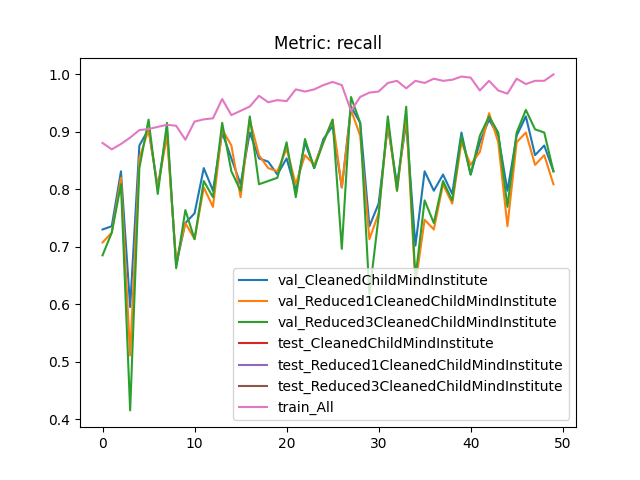 Metric: recall
1.0
0.9
0.8
0.7
0.6
0.5
0.4
val_CleanedChildMindInstitute
val_Reduced1CleanedChildMindInstitute
val_Reduced3CleanedChildMindInstitute
test_CleanedChildMindInstitute
test_Reduced1CleanedChildMindInstitute
test_Reduced3CleanedChildMindInstitute
train_All
0 10 20 30 40 50